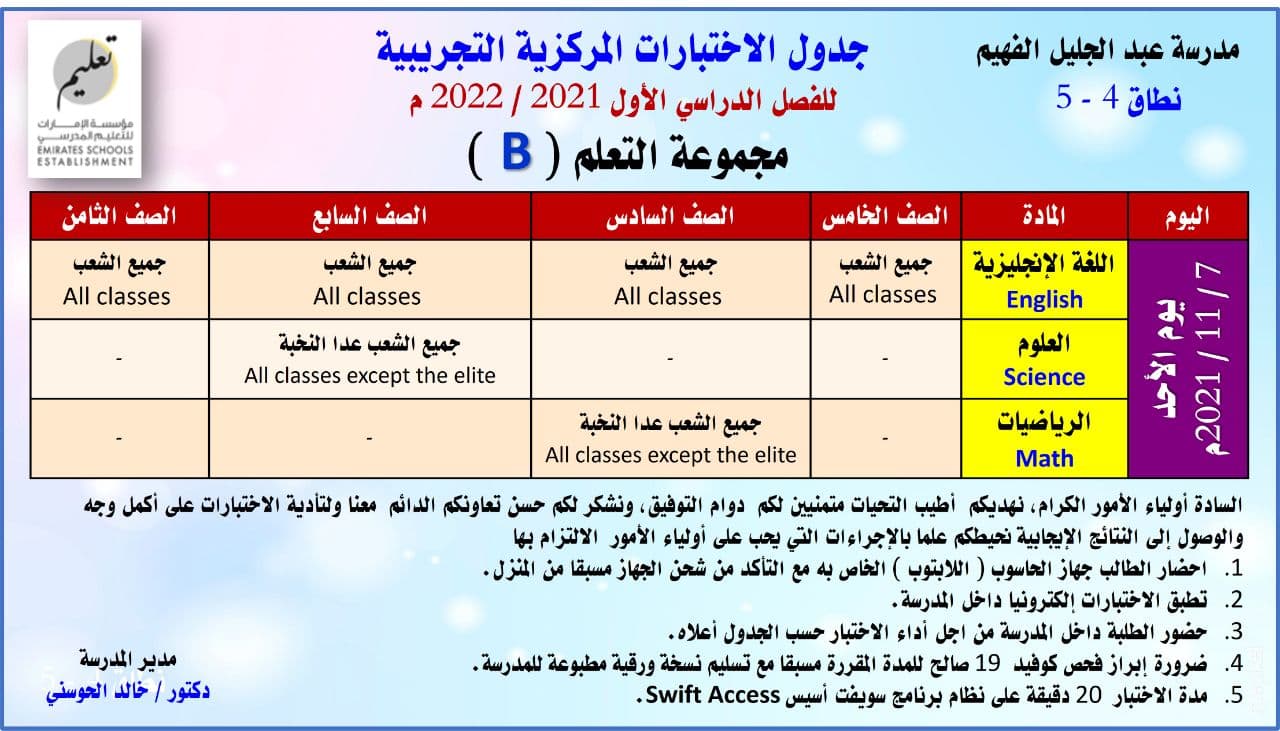 مدرسة عبد الجليل الفهيم
نطاق 4 - 5
جدول الاختبارات المركزية التجريبية
للفصل الدراسي الأول 2021 / 2022 م
مجموعة التعلم ( B )
تعليم
مؤسسة الإمارات
للتعليم المدرسي
EMIRATES SCHOOLS
ESTABLISHMENT
اليوم المادة الصف الخامس الصف السادس الصف السابع الصف الثامن
يوم الأحد
7 / 11 / 2021م
اللغة الإنجليزية جميع الشعب جميع الشعب جميع الشعب جميع الشعب
English All classes All classes All classes All classes
العلوم - - جميع الشعب عدا النخبة -
Science All classes except the elite
الرياضيات - جميع الشعب عدا النخبة - -
Math All classes except the elite
السادة أولياء الأمور الكرام، نهديكم أطيب التحيات متمنيين لكم دوام التوفيق، ونشكر لكم حسن تعاونكم الدائم معنا ولتأدية الاختبارات على أكمل وجه
والوصول إلى النتائج الإيجابية نحيطكم علما بالإجراءات التي يحب على أولياء الأمور الالتزام بها
1. احضار الطالب جهاز الحاسوب ( اللابتوب ) الخاص به مع التأكد من شحن الجهاز مسبقا من المنزل.
2. تطبق الاختبارات إلكترونيا داخل المدرسة.
3. حضور الطلبة داخل المدرسة من اجل أداء الاختبار حسب الجدول أعلاه.
4. ضرورة إبراز فحص كوفيد 19 صالح للمدة المقررة مسبقا مع تسليم نسخة ورقية مطبوعة للمدرسة.
5. مدة الاختبار 20 دقيقة على نظام برنامج سويفت أسيس Swift Access.
مدير المدرسة
دكتور / خالد الحوسني